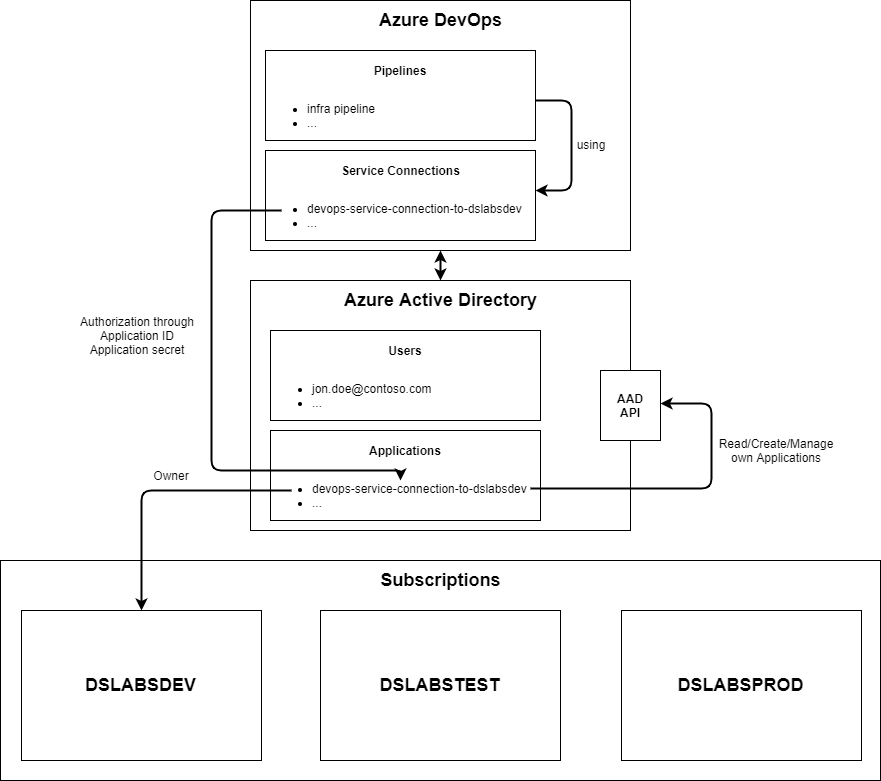 Azure DevOps
Pipelines
• infra pipeline
• ...
using
Service Connections
• devops-service-connection-to-dslabsdev
• ...
Azure Active Directory
Authorization through
Application ID
Application secret
Users
• jon.doe@contoso.com
• ...
AAD
API
Applications
• devops-service-connection-to-dslabsdev
• ...
Read/Create/Manage
own Applications
Owner
Subscriptions
DSLABSDEV
DSLABSTEST
DSLABSPROD